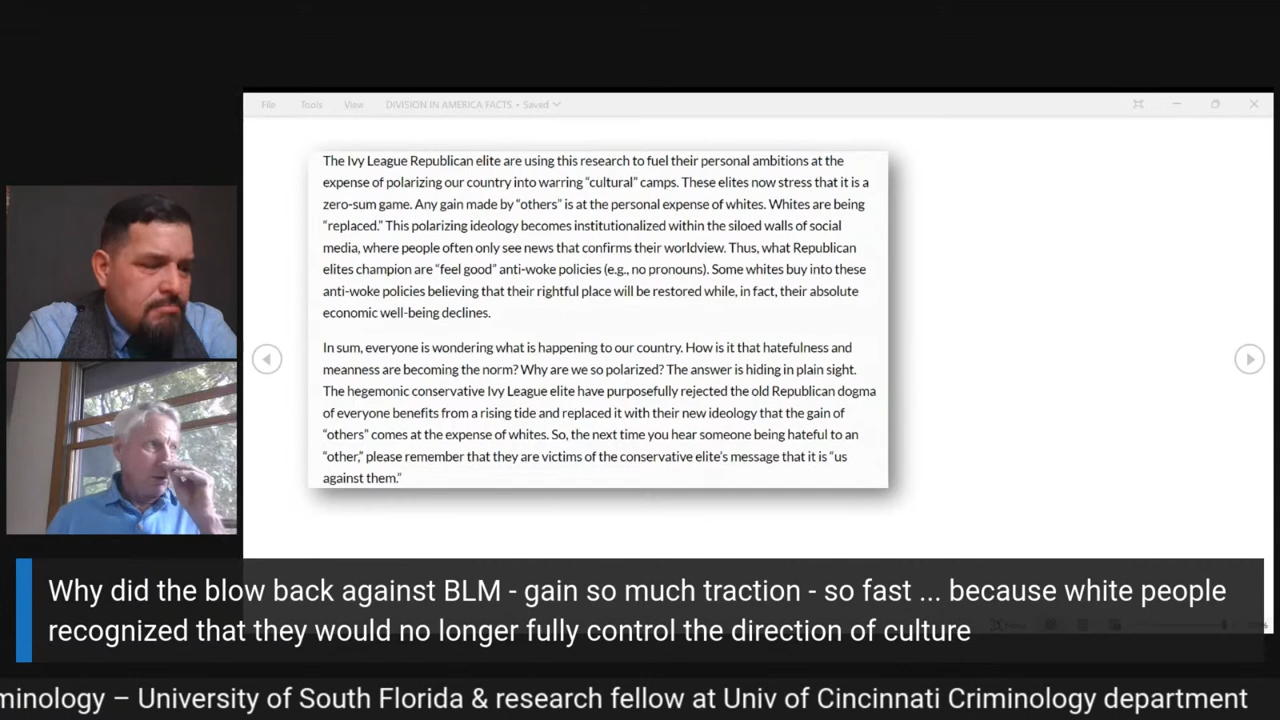 File Tools View DIVISION IN AMERICA FACTS • Saved
The Ivy League Republican elite are using this research to fuel their personal ambitions at the
expense of polarizing our country into warring “cultural” camps. These elites now stress that it is a
zero-sum game. Any gain made by “others” is at the personal expense of whites. Whites are being
“replaced.” This polarizing ideology becomes institutionalized within the siloed walls of social
media, where people often only see news that confirms their worldview. Thus, what Republican
elites champion are “feel good” anti-woke policies (e.g., no pronouns). Some whites buy into these
anti-woke policies believing that their rightful place will be restored while, in fact, their absolute
economic well-being declines.
In sum, everyone is wondering what is happening to our country. How is it that hatefulness and
meanness are becoming the norm? Why are we so polarized? The answer is hiding in plain sight.
The hegemonic conservative Ivy League elite have purposefully rejected the old Republican dogma
of everyone benefits from a rising tide and replaced it with their new ideology that the gain of
“others” comes at the expense of whites. So, the next time you hear someone being hateful to an
“other,” please remember that they are victims of the conservative elite’s message that it is “us
against them.”
Why did the blow back against BLM - gain so much traction - so fast ... because white people
recognized that they would no longer fully control the direction of culture
minology – University of South Florida & research fellow at Univ of Cincinnati Criminology department